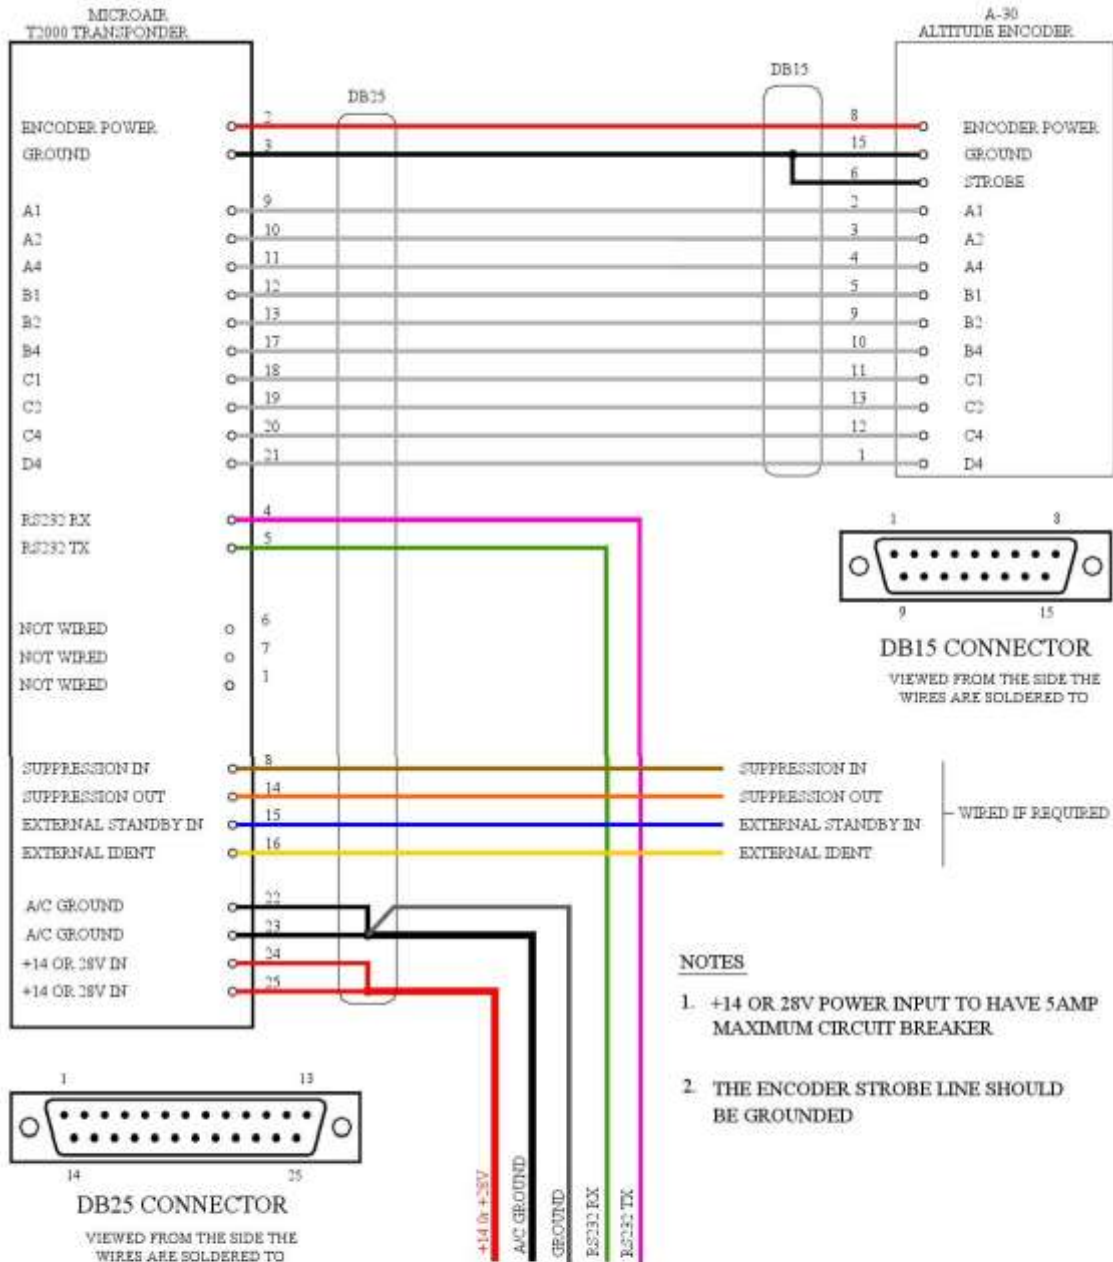 MICROAIR
T2000 TRANSPONDER
A-30
ALTITUDE ENCODER
DB25
DB15
ENCODER POWER 2 8 ENCODER POWER
GROUND 3 15 GROUND
6 STROBE
A1 9 2 A1
A2 10 3 A2
A4 11 4 A4
B1 12 5 B1
B2 13 9 B2
B4 17 10 B4
C1 18 11 C1
C2 19 13 C2
C4 20 12 C4
D4 21 1 D4
RS232 RX 4
RS232 TX 5
1 8
9 15
DB15 CONNECTOR
VIEWED FROM THE SIDE THE
WIRES ARE SOLDERED TO
NOT WIRED 6
NOT WIRED 7
NOT WIRED 1
SUPPRESSION IN 8 SUPPRESSION IN
SUPPRESSION OUT 14 SUPPRESSION OUT
EXTERNAL STANDBY IN 15 EXTERNAL STANDBY IN
EXTERNAL IDENT 16 EXTERNAL IDENT
WIRED IF REQUIRED
A/C GROUND 22
A/C GROUND 23
+14 OR 28V IN 24
+14 OR 28V IN 25
NOTES
1. +14 OR 28V POWER INPUT TO HAVE 5AMP
MAXIMUM CIRCUIT BREAKER
2. THE ENCODER STROBE LINE SHOULD
BE GROUNDED
1 13
14 25
DB25 CONNECTOR
VIEWED FROM THE SIDE THE
WIRES ARE SOLDERED TO
+14 0r +28V
A/C GROUND
GROUND
RS232 RX
RS232 TX